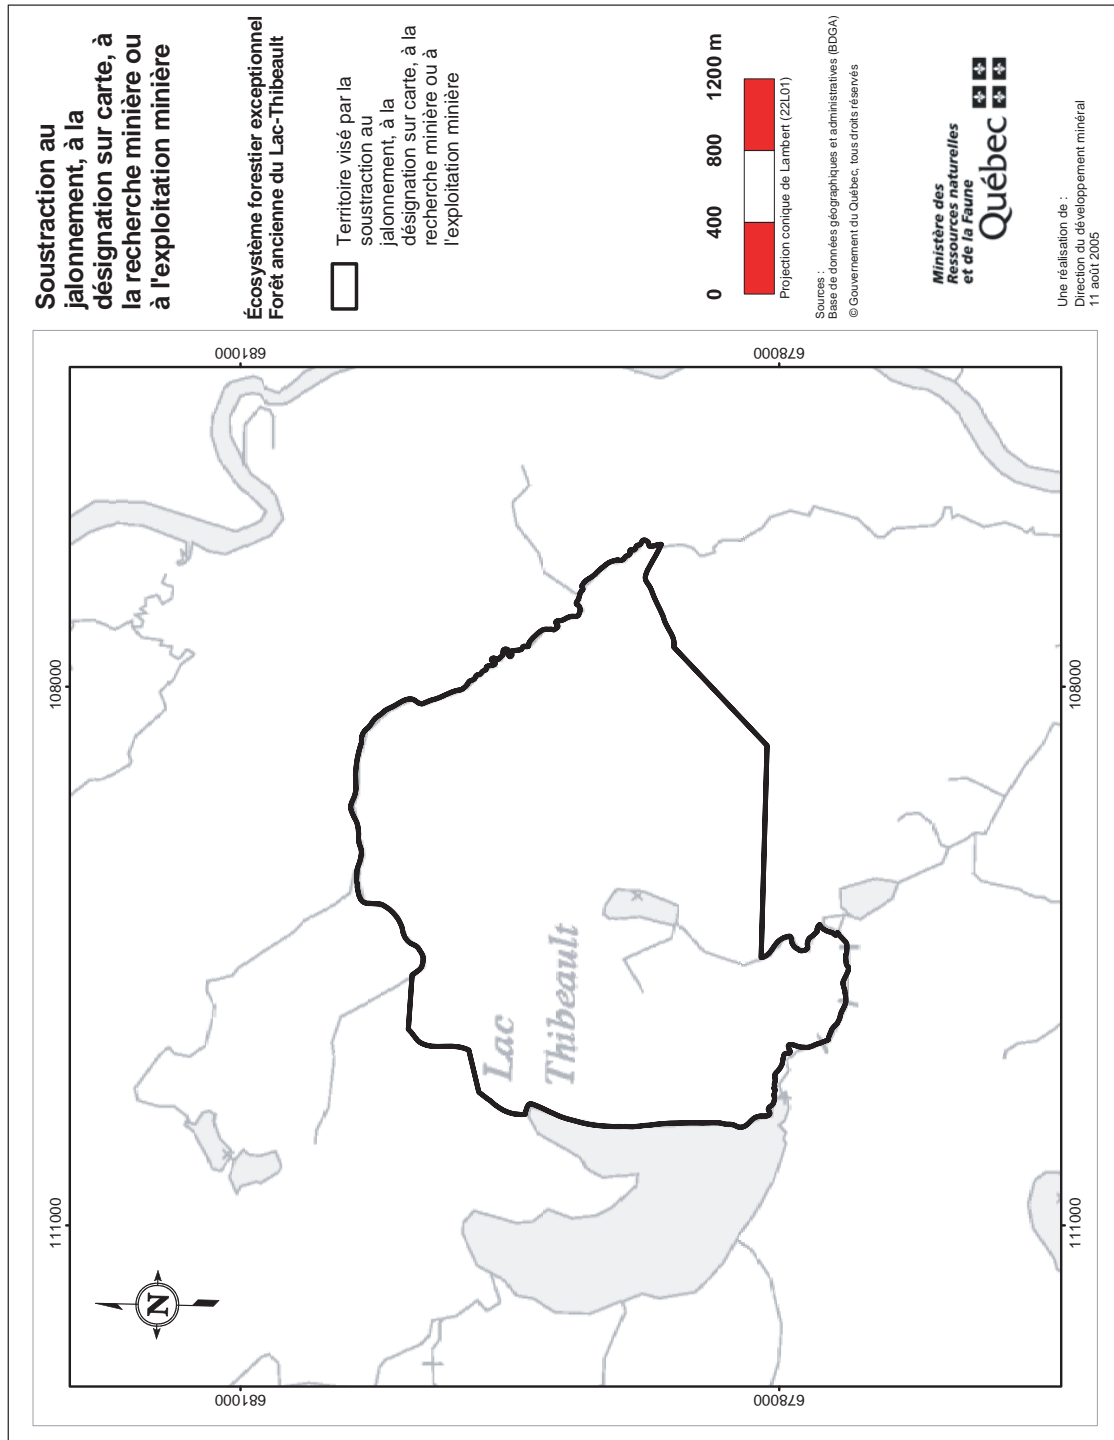 Soustraction au
jalonnement, à la
désignation sur carte, à
la recherche minière ou
à l'exploitation minière
Écosystème forestier exceptionnel
Forêt ancienne du Lac-Thibeault
Territoire visé par la
soustraction au
jalonnement, à la
désignation sur carte, à la
recherche minière ou à
l'exploitation minière
0 400 800 1200 m
Projection conique de Lambert (22L01)
Sources :
Base de données géographiques et administratives (BDGA)
© Gouvernement du Québec, tous droits réservés
Ministère des
Ressources naturelles
et de la Faune
Québec
Une réalisation de :
Direction du développement minéral
11 août 2005
111000
108000
681000
681000
678000
678000
111000
108000
N
Lac
Thibeault